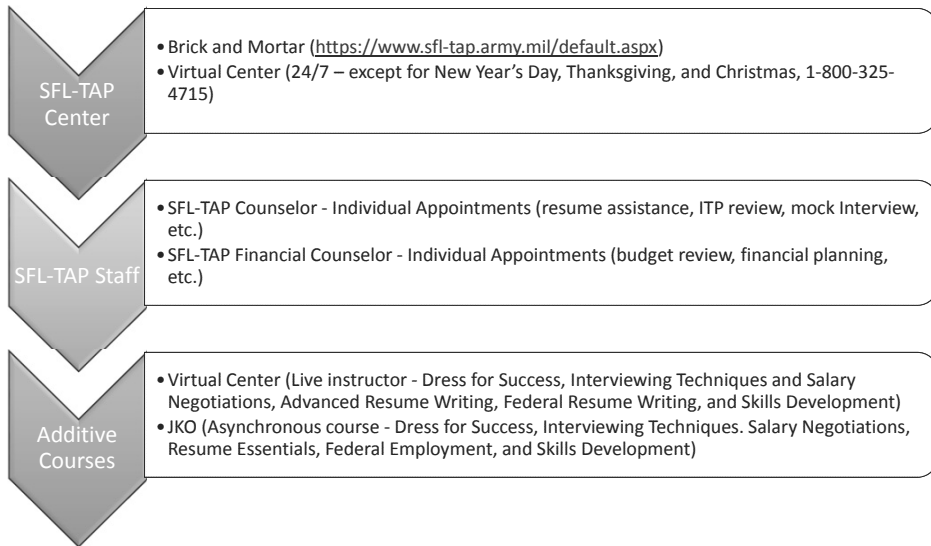 SFL-TAP
Center
• Brick and Mortar (https://www.sfl-tap.army.mil/default.aspx)
• Virtual Center (24/7 – except for New Year's Day, Thanksgiving, and Christmas, 1-800-325-
4715)
SFL-TAP Staff
• SFL-TAP Counselor - Individual Appointments (resume assistance, ITP review, mock Interview,
etc.)
• SFL-TAP Financial Counselor - Individual Appointments (budget review, financial planning,
etc.)
Additive
Courses
• Virtual Center (Live instructor - Dress for Success, Interviewing Techniques and Salary
Negotiations, Advanced Resume Writing, Federal Resume Writing, and Skills Development)
• JKO (Asynchronous course - Dress for Success, Interviewing Techniques. Salary Negotiations,
Resume Essentials, Federal Employment, and Skills Development)